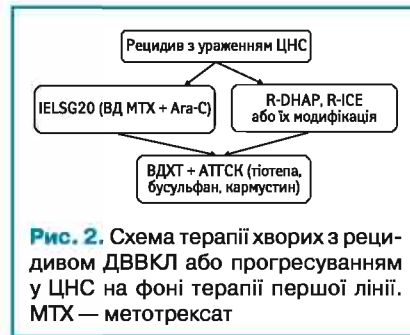 Рецидив з ураженням ЦНС
IELSG20 (ВД МТХ + Ara-C)
R-DHAP, R-ICE
або їх модифікація
ВДХТ + АТГСК (тіотепа,
бусульфан, кармустин)
Рис. 2. Схема терапії хворих з реци-
дивом ДВВКЛ або прогресуванням
у ЦНС на фоні терапії першої лінії.
МТХ — метотрексат